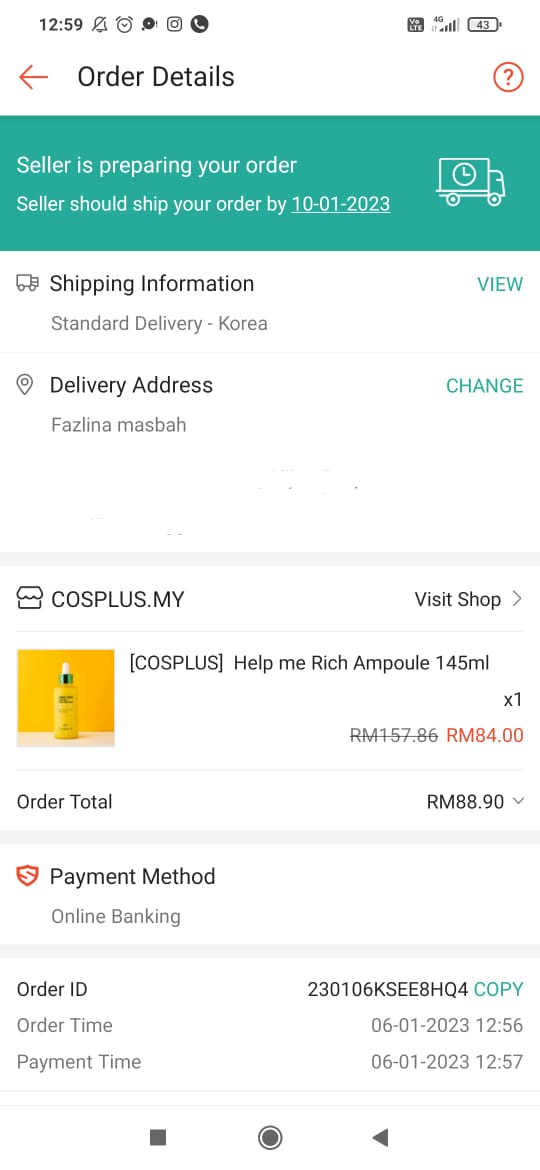 12:59
Vo LTE 4G 43
Order Details ?
Seller is preparing your order
Seller should ship your order by 10-01-2023
Shipping Information VIEW
Standard Delivery - Korea
Delivery Address CHANGE
Fazlina masbah
COSPLUS.MY Visit Shop
[COSPLUS] Help me Rich Ampoule 145ml
x1
RM157.86 RM84.00
Order Total RM88.90
Payment Method
Online Banking
Order ID 230106KSEE8HQ4 COPY
Order Time 06-01-2023 12:56
Payment Time 06-01-2023 12:57